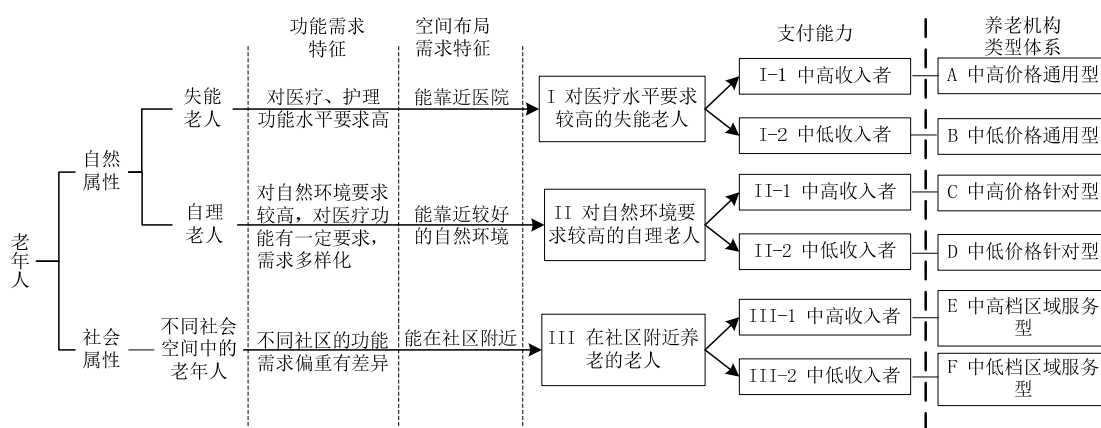 功能需求
特征
空间布局
需求特征
支付能力
养老机构
类型体系
老年人
自然
属性
失能
老人
对医疗、护理
功能水平要求高
能靠近医院
I 对医疗水平要求
较高的失能老人
I-1 中高收入者
A 中高价格通用型
I-2 中低收入者
B 中低价格通用型
自理
老人
对自然环境要求
较高，对医疗功
能有一定要求，
需求多样化
能靠近较好
的自然环境
II 对自然环境要
求较高的自理老人
II-1 中高收入者
C 中高价格针对型
II-2 中低收入者
D 中低价格针对型
社会
属性
不同社会
空间中的
老年人
不同社区的功能
需求偏重有差异
能在社区附近
III 在社区附近养
老的老人
III-1 中高收入者
E 中高档区域服务
型
III-2 中低收入者
F 中低档区域服务
型